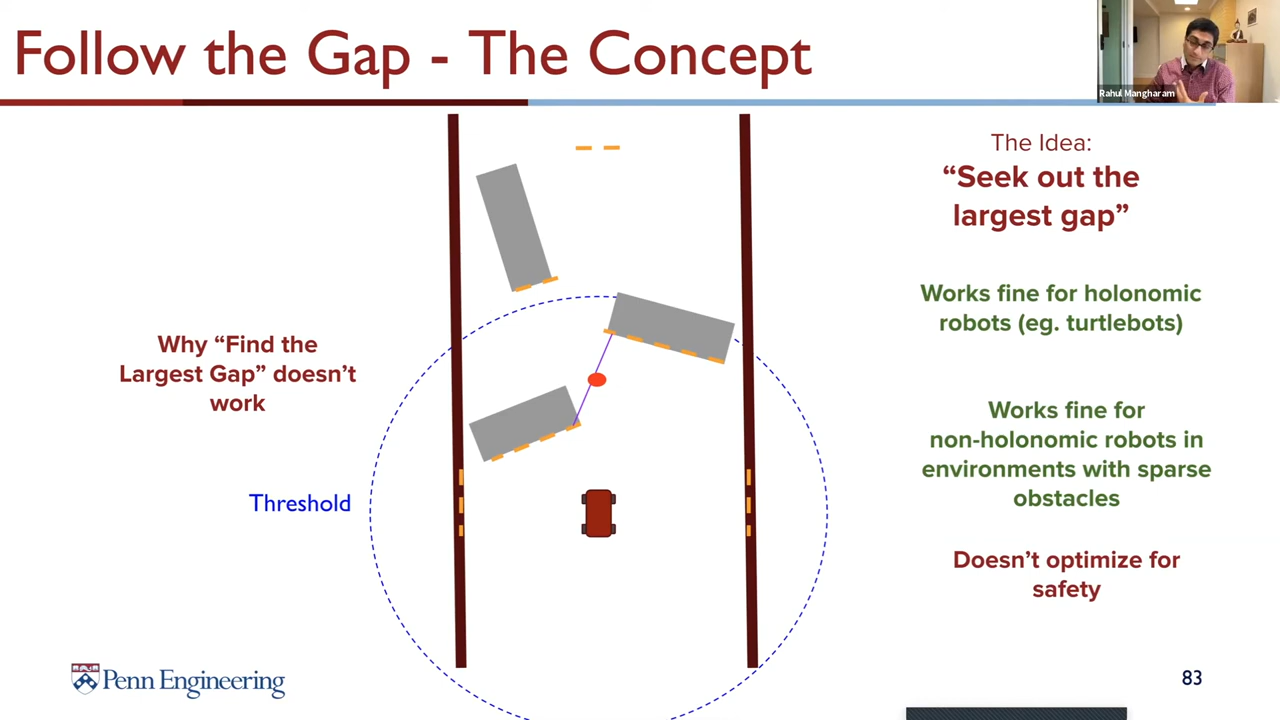 Follow the Gap - The Concept
Rahul Mangharam
The Idea:
“Seek out the
largest gap”
Works fine for holonomic
robots (eg. turtlebots)
Why “Find the
Largest Gap” doesn’t
work
Works fine for
non-holonomic robots in
environments with sparse
obstacles
Threshold
Doesn’t optimize for
safety
Penn Engineering
83